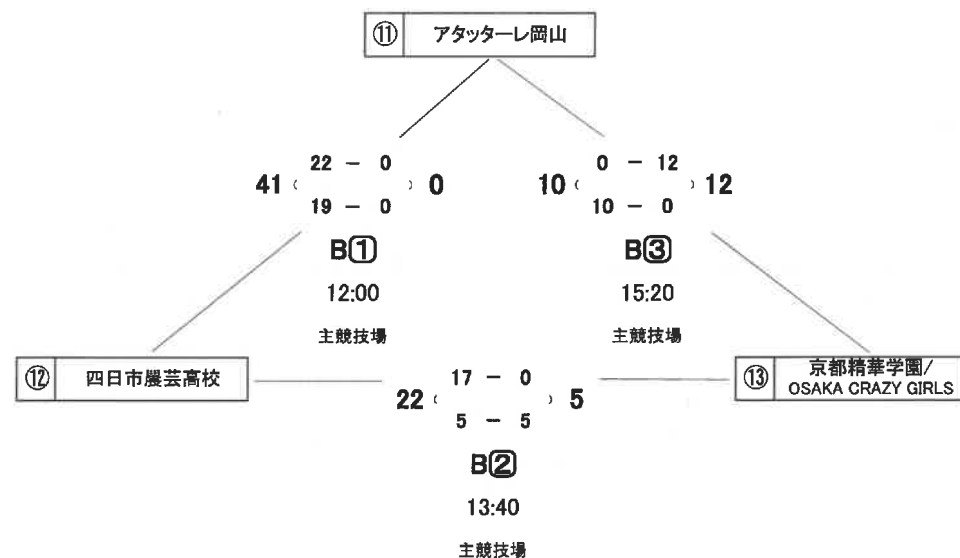 ⑪ アタッターレ岡山
22 － 0
41 ( ) 0
19 － 0
B①
12:00
主競技場
0 － 12
10 ( ) 12
10 － 0
B③
15:20
主競技場
⑫ 四日市農芸高校
⑬ 京都精華学園/
OSAKA CRAZY GIRLS
17 － 0
22 ( ) 5
5 － 5
B②
13:40
主競技場